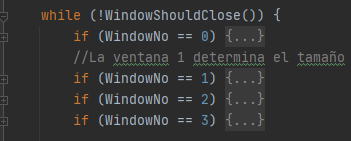 while (!WindowShouldClose()) {
if (WindowNo == 0) {...}
//La ventana 1 determina el tamaño
if (WindowNo == 1) {...}
if (WindowNo == 2) {...}
if (WindowNo == 3) {...}